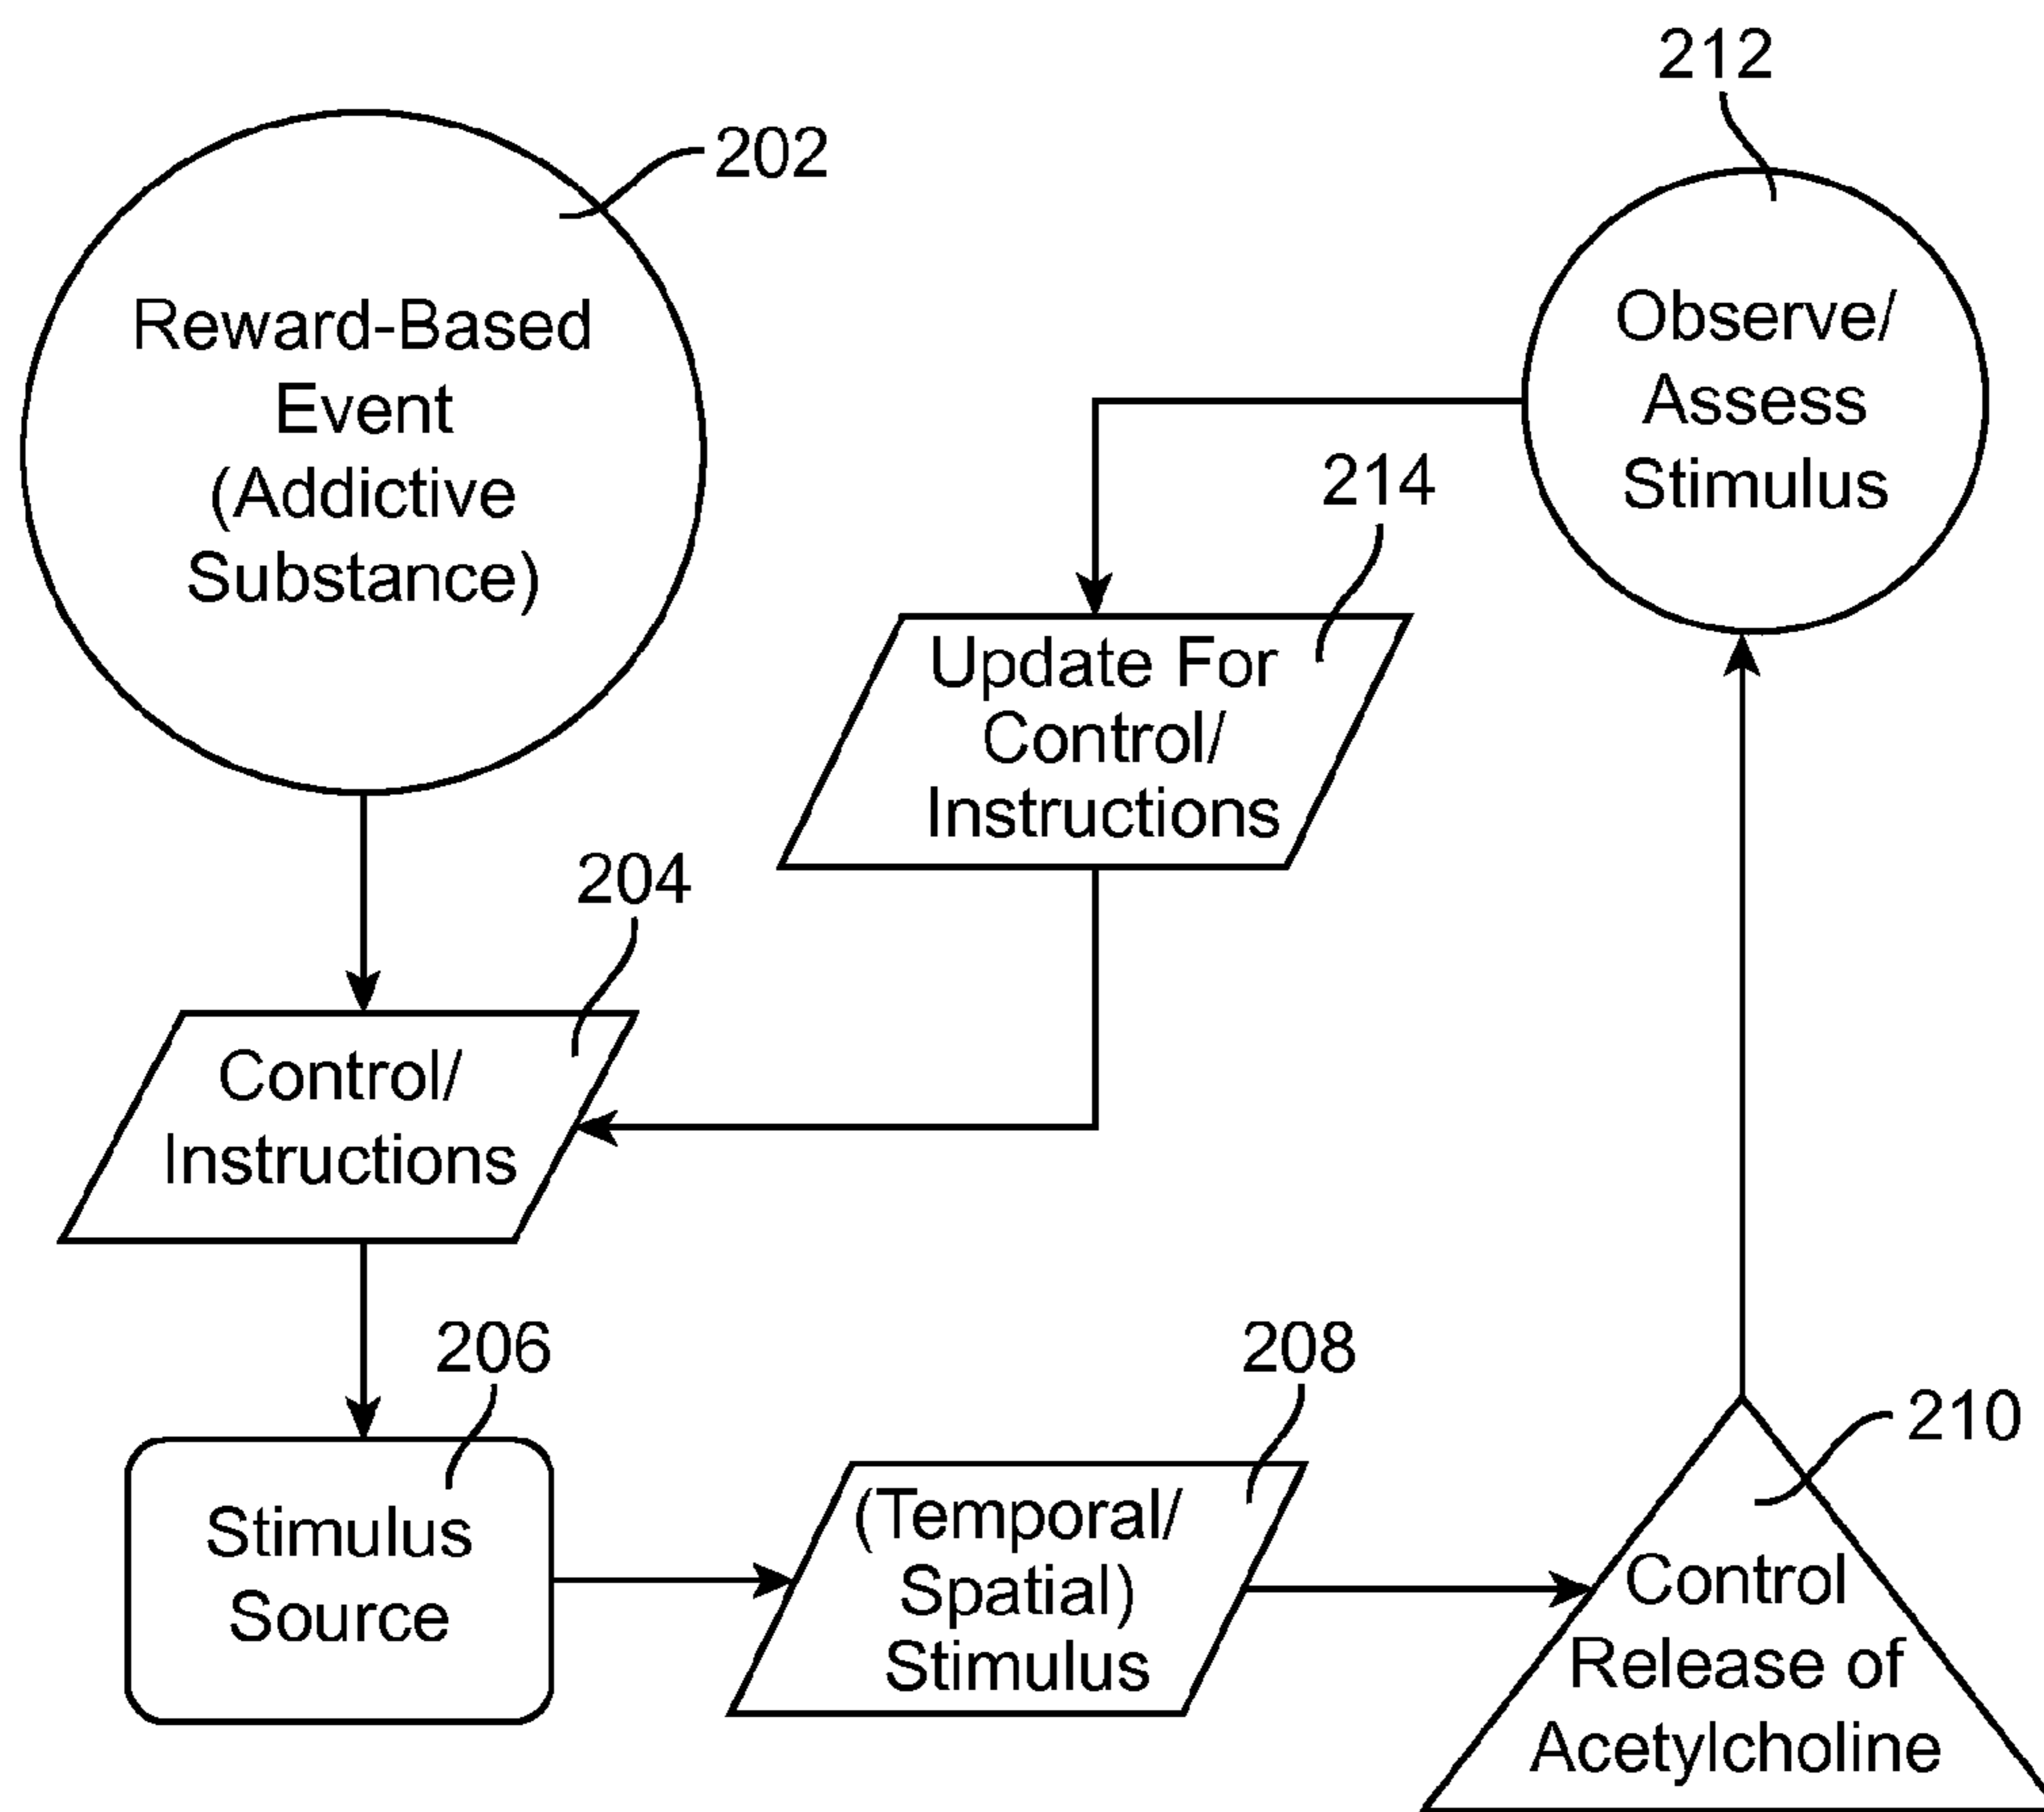 202
Reward-Based
Event
(Addictive
Substance)
212
Observe/
Assess
Stimulus
214
Update For
Control/
Instructions
204
Control/
Instructions
206
Stimulus
Source
208
(Temporal/
Spatial)
Stimulus
210
Control
Release of
Acetylcholine